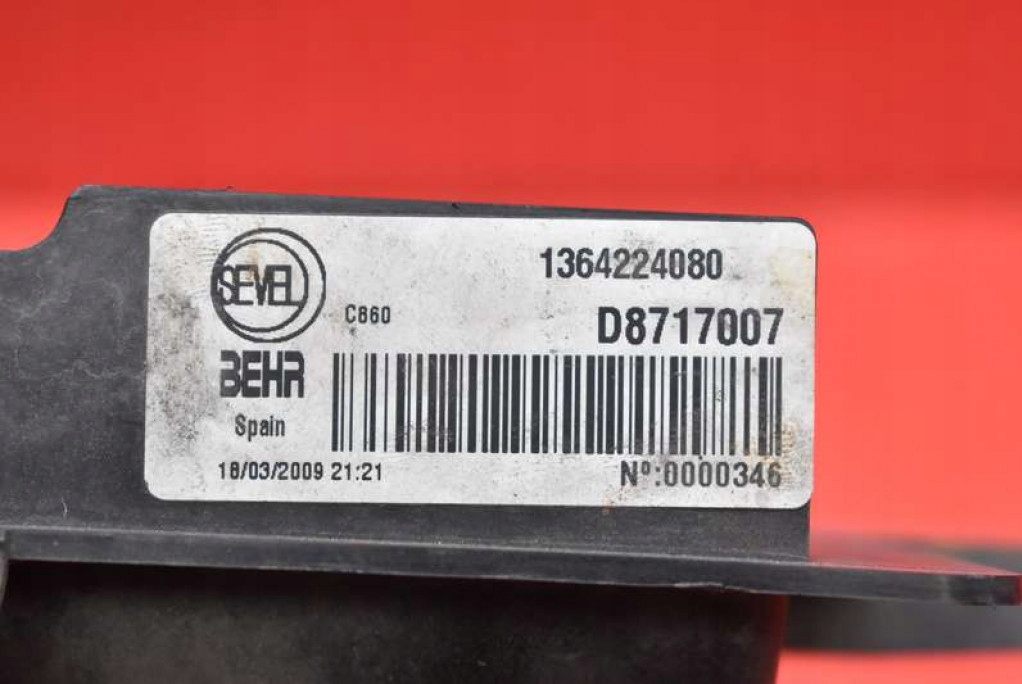 SEVEL
1364224080
C860
D8717007
BEHR
Spain
18/03/2009 21:21
Nº:0000346